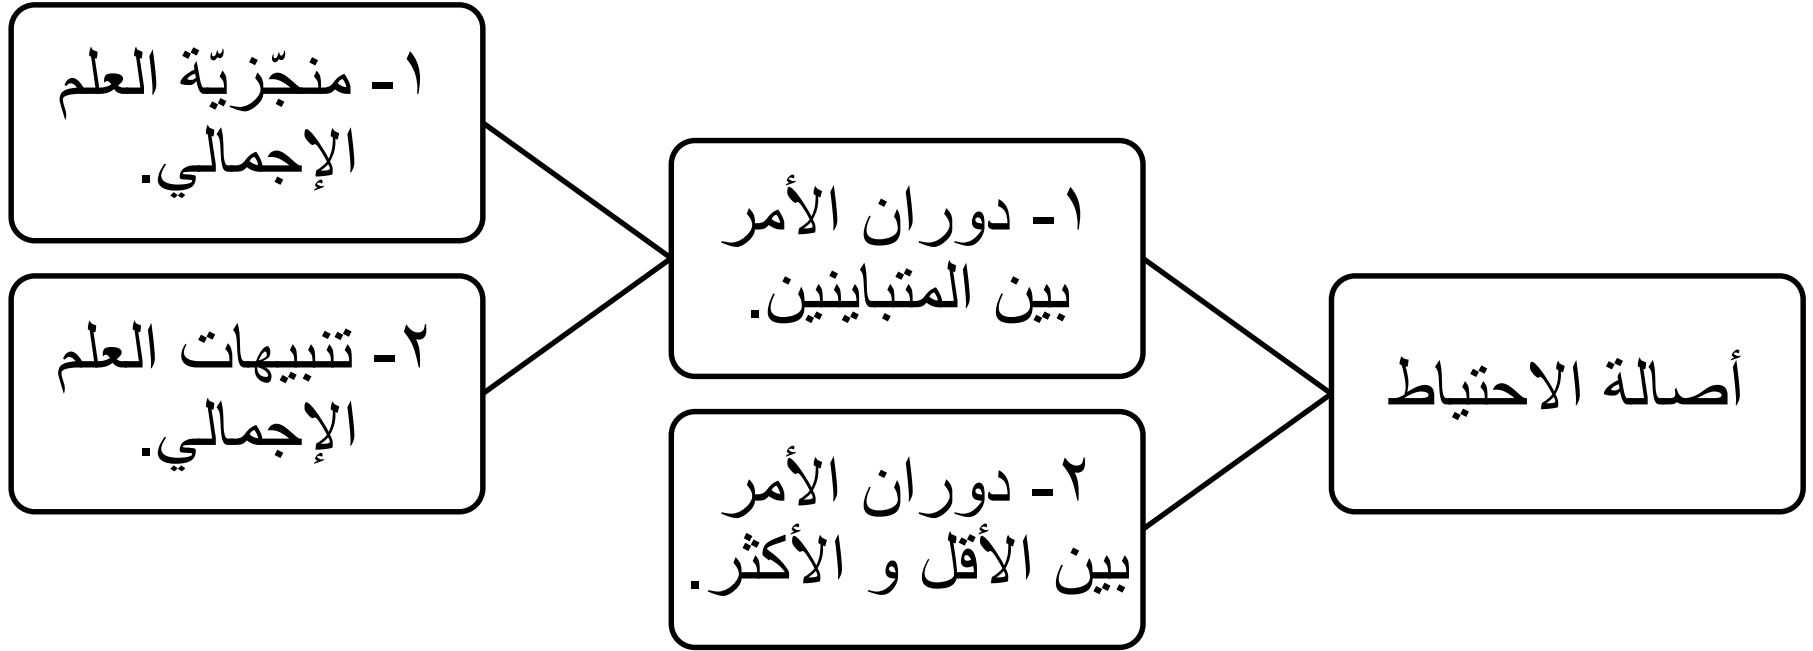 أصالة الاحتياط
١- دوران الأمر
بين المتباينين.
٢- دوران الأمر
بين الأقل و الأكثر.
١- منجّزيّة العلم
الإجمالي.
٢- تنبيهات العلم
الإجمالي.